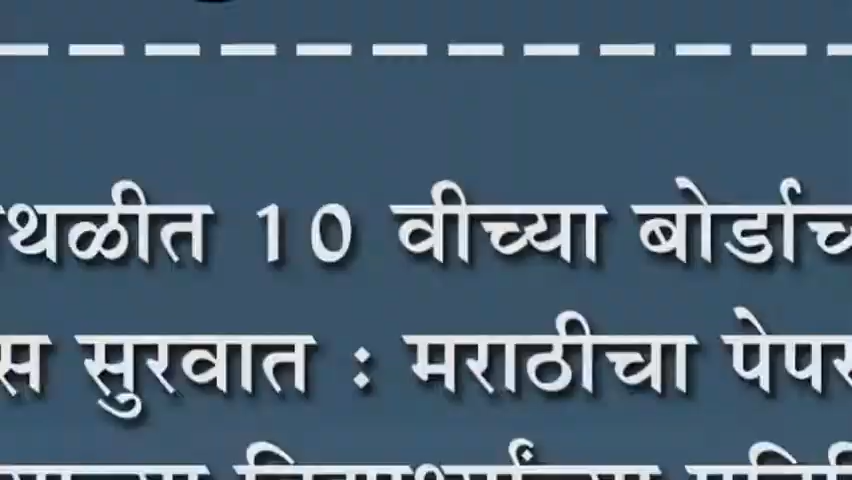 थळीत 10 वीच्या बोर्डाच
स सुरवात : मराठीचा पेपर